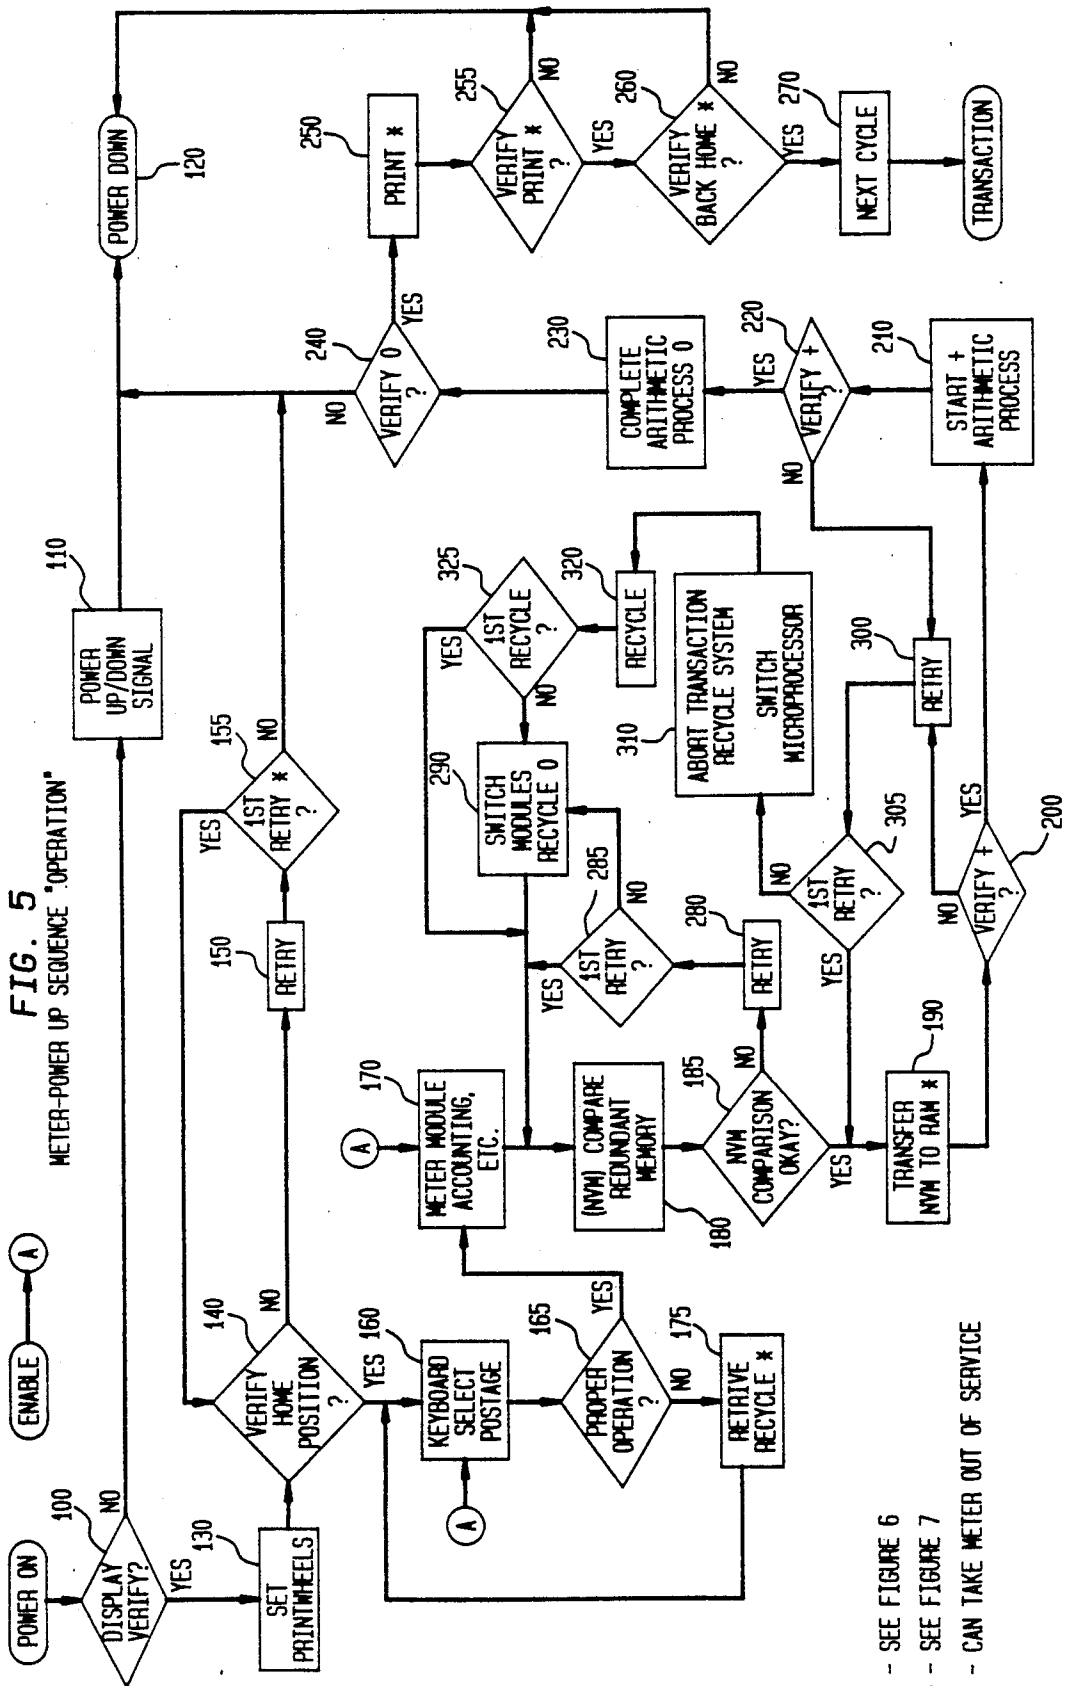 FIG. 5
METER-POWER UP SEQUENCE "OPERATION"
ENABLE
A
POWER ON
100
DISPLAY
VERIFY?
NO
YES
110
POWER
UP/DOWN
SIGNAL
POWER DOWN
120
130
SET
PRINTWHEELS
140
VERIFY
HOME
POSITION
?
NO
YES
150
RETRY
155
1ST
RETRY *
?
YES
NO
160
KEYBOARD
SELECT
POSTAGE
A
165
PROPER
OPERATION
?
YES
NO
175
RETRIVE
RECYCLE *
A
170
METER MODULE
ACCOUNTING,
ETC.
(NVM) COMPARE
REDUNDANT
MEMORY
180
185
NVM
COMPARISON
OKAY?
NO
YES
190
TRANSFER
NVM TO RAM *
280
RETRY
285
1ST
RETRY
?
YES
NO
290
SWITCH
MODULES
RECYCLE 0
325
1ST
RECYCLE
?
YES
NO
320
RECYCLE
310
ABORT TRANSACTION
RECYCLE SYSTEM
SWITCH
MICROPROCESSOR
305
1ST
RETRY
?
NO
YES
300
RETRY
200
VERIFY +
?
NO
YES
210
START +
ARITHMETIC
PROCESS
220
VERIFY +
?
NO
YES
230
COMPLETE
ARITHMETIC
PROCESS 0
240
VERIFY 0
?
NO
YES
250
PRINT *
255
VERIFY
PRINT *
?
NO
YES
260
VERIFY
BACK HOME *
?
NO
YES
270
NEXT CYCLE
TRANSACTION
- SEE FIGURE 6
- SEE FIGURE 7
- CAN TAKE METER OUT OF SERVICE